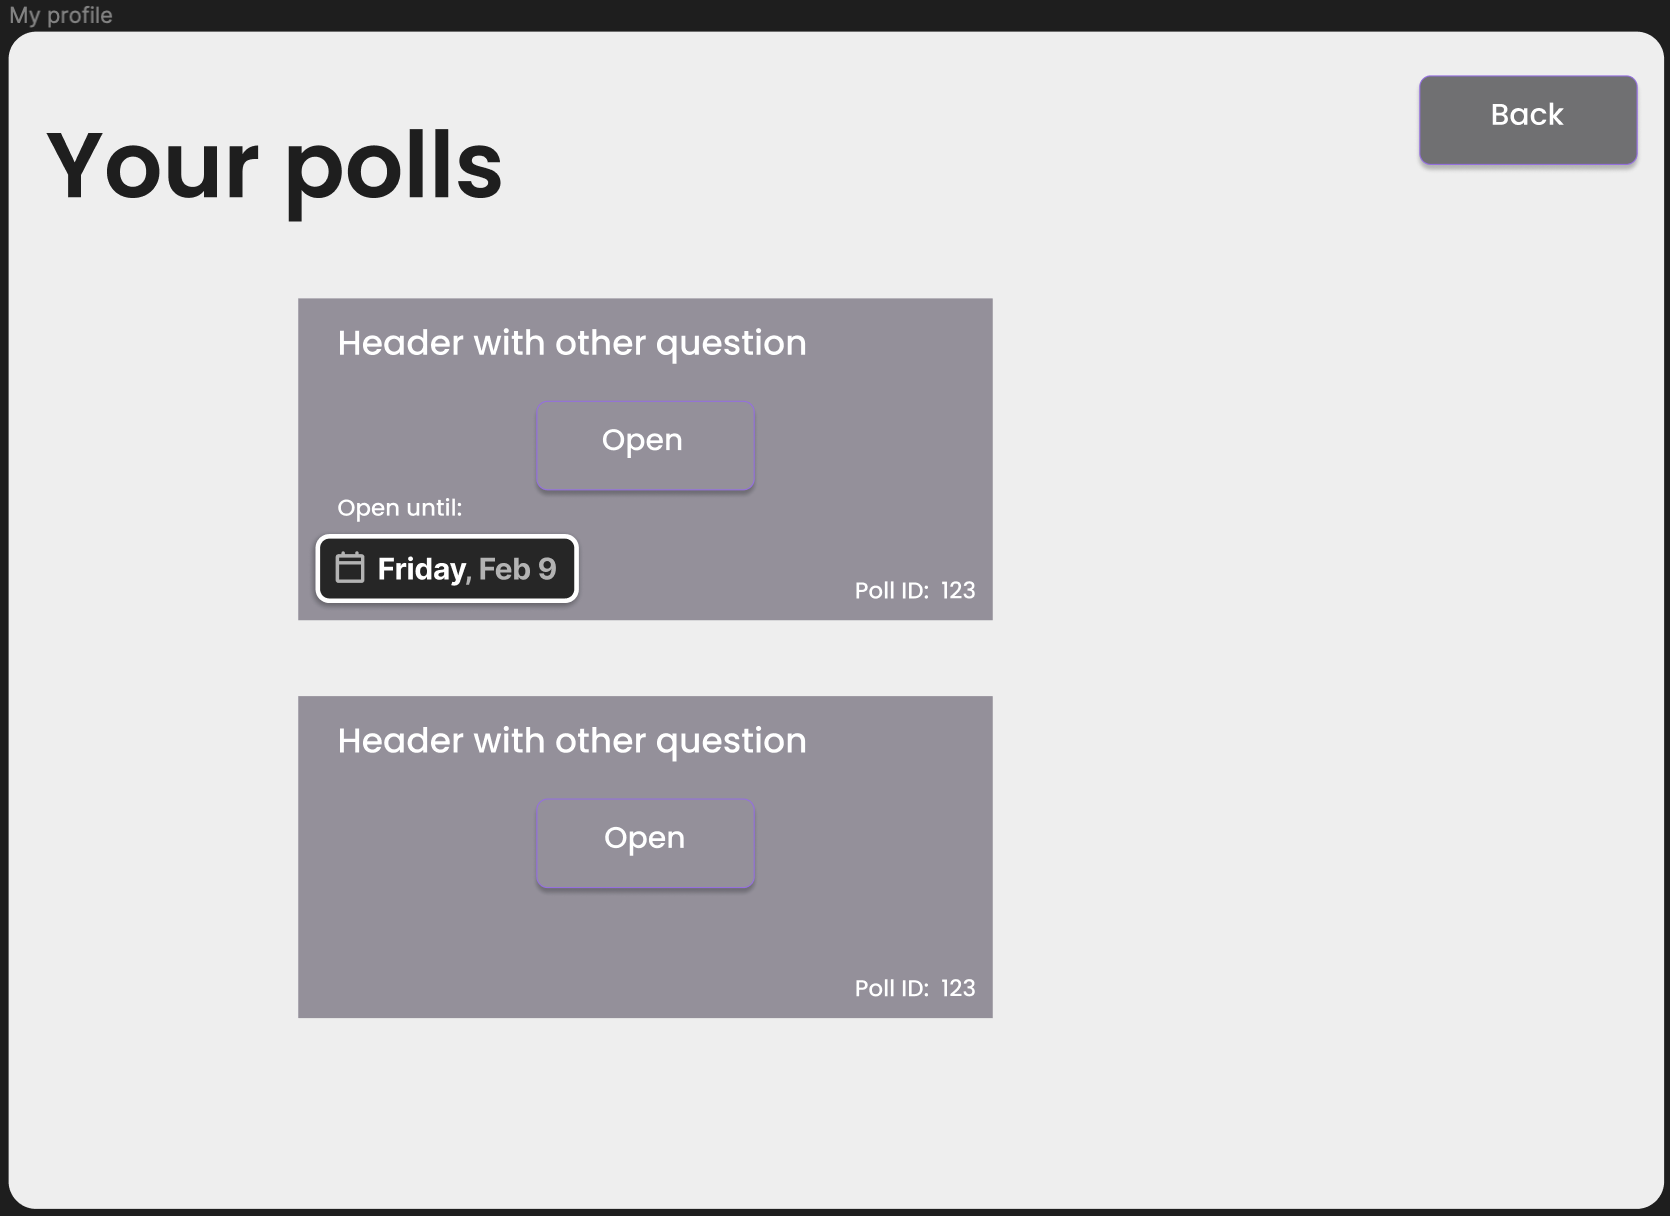 My profile
Back
Your polls
Header with other question
Open
Open until:
Friday, Feb 9
Poll ID: 123
Header with other question
Open
Poll ID: 123